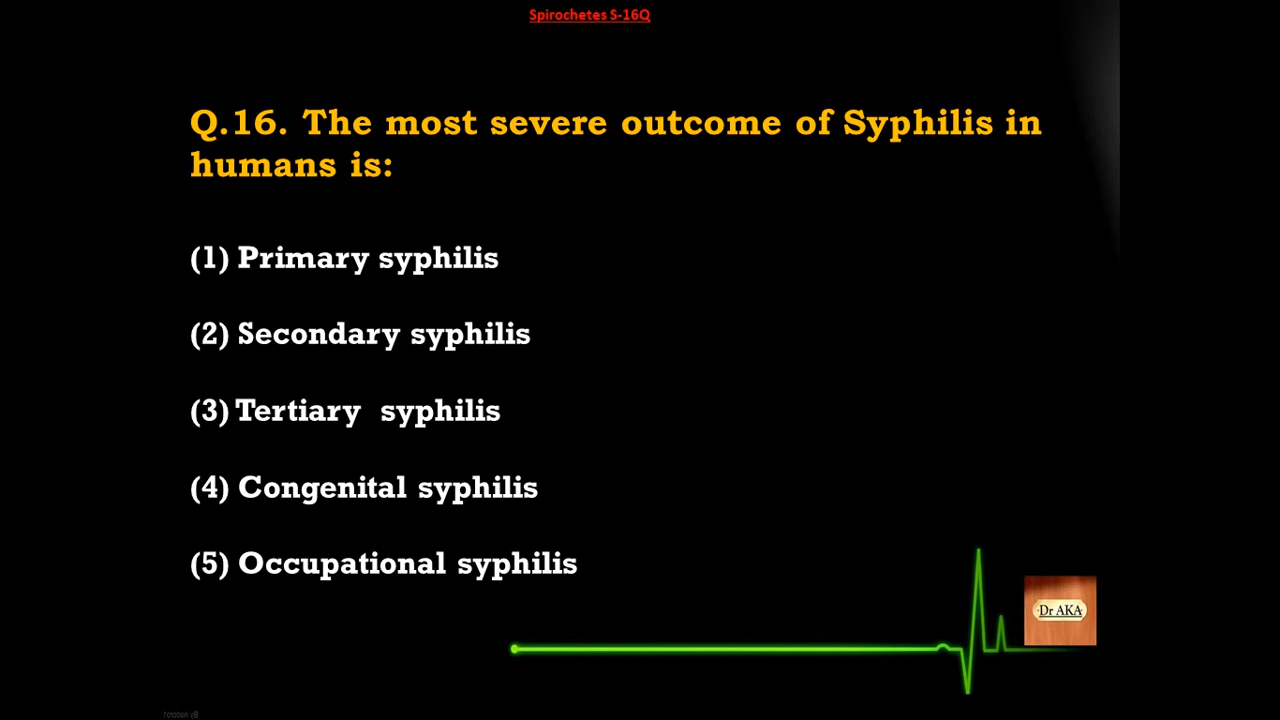 Spirochetes S-16Q
Q.16. The most severe outcome of Syphilis in
humans is:
(1) Primary syphilis
(2) Secondary syphilis
(3) Tertiary syphilis
(4) Congenital syphilis
(5) Occupational syphilis
Dr AKA